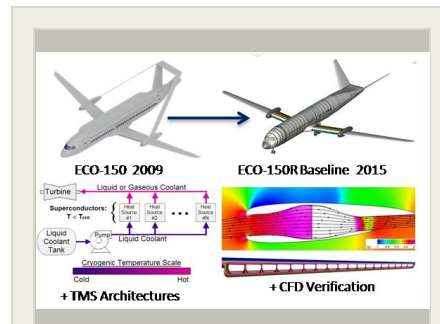 ECO-150 2009
ECO-150R Baseline 2015
Liquid or Gaseous Coolant
Turbine
Superconductors:
T < Tcrit
Heat Source #1
Heat Source #2
Heat Source #N
Liquid Coolant Tank
Pump
Liquid Coolant
Cryogenic Temperature Scale
Cold
Hot
+ TMS Architectures
+ CFD Verification